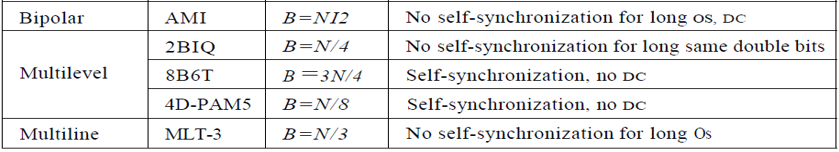 Bipolar AMI B=NI2 No self-synchronization for long OS, DC
2BIQ B=N/4 No self-synchronization for long same double bits
Multilevel 8B6T B=3N/4 Self-synchronization, no DC
4D-PAM5 B=N/8 Self-synchronization, no DC
Multiline MLT-3 B=N/3 No self-synchronization for long Os